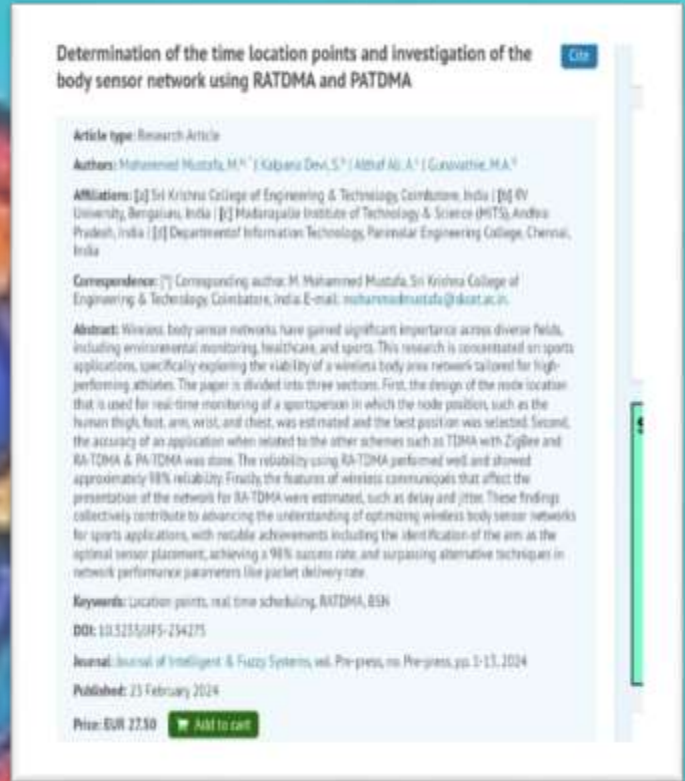 Determination of the time location points and investigation of the
body sensor network using RATDMA and PATDMA
Cite
Article type: Research Article
Authors: Mohammed Mustafa, M. | Kalpana Devi, S. | Althaf Ali, A. | Gunavathie, M.A.
Affiliations: [a] Sri Krishna College of Engineering & Technology, Coimbatore, India | [b] RV
University, Bengaluru, India | [c] Madanapalle Institute of Technology & Science (MITS), Andhra
Pradesh, India | [d] Department of Information Technology, Panimalar Engineering College, Chennai,
India
Correspondence: [*] Corresponding author. M. Mohammed Mustafa, Sri Krishna College of
Engineering & Technology, Coimbatore, India. E-mail:
Abstract: Wireless body sensor networks have gained significant importance across diverse fields,
including environmental monitoring, healthcare, and sports. This research is concentrated on sports
applications, specifically exploring the viability of a wireless body area network tailored for high-
performing athletes. The paper is divided into three sections. First, the design of the node location
that is used for real-time monitoring of a sportsperson in which the node position, such as the
human thigh, foot, arm, wrist, and chest, was estimated and the best position was selected. Second,
the accuracy of an application when related to the other schemes such as TDMA with ZigBee and
RA-TDMA & PA-TDMA was done. The reliability using RA-TDMA performed well and showed
approximately 98% reliability. Finally, the features of wireless communiqués that affect the
presentation of the network for RA-TDMA were estimated, such as delay and jitter. These findings
collectively contribute to advancing the understanding of optimizing wireless body sensor networks
for sports applications, with notable achievements including the identification of the arm as the
optimal sensor placement, achieving a 98% success rate, and surpassing alternative techniques in
network performance parameters like packet delivery rate.
Keywords: Location points, real time scheduling, RATDMA, BSN
DOI: 10.3233/JIFS-234275
Journal: Journal of Intelligent & Fuzzy Systems, vol. Pre-press, no. Pre-press, pp. 1-13, 2024
Published: 23 February 2024
Price: EUR 27.50
Add to cart